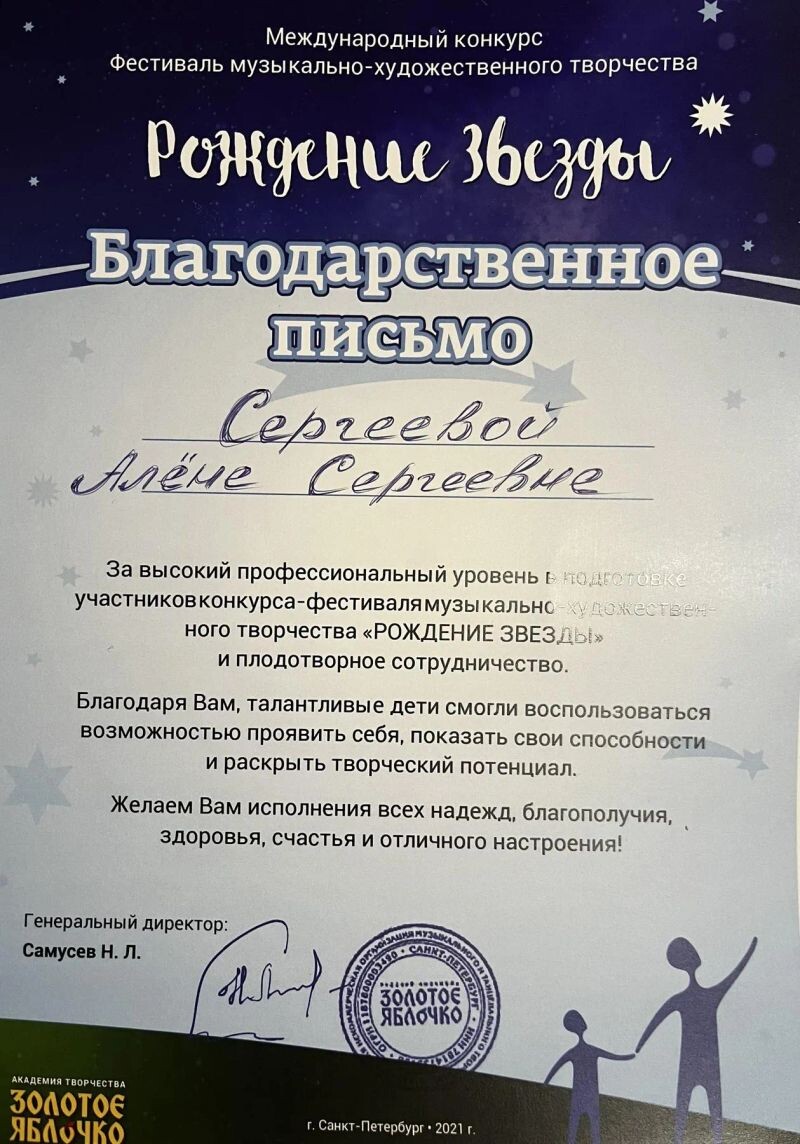 Международный конкурс
Фестиваль музыкально-художественного творчества
Рождение Звезды
Благодарственное
письмо
Сергеевой
Алёне Сергеевне
За высокий профессиональный уровень в подготовке
участников конкурса-фестиваля музыкально-художествен-
ного творчества «РОЖДЕНИЕ ЗВЕЗДЫ»
и плодотворное сотрудничество.
Благодаря Вам, талантливые дети смогли воспользоваться
возможностью проявить себя, показать свои способности
и раскрыть творческий потенциал.
Желаем Вам исполнения всех надежд, благополучия,
здоровья, счастья и отличного настроения!
Генеральный директор:
Самусев Н. Л.
САНКТ-ПЕТЕРБУРГ
ЗОЛОТОЕ
ЯБЛОЧКО
АКАДЕМИЯ ТВОРЧЕСТВА
ЗОЛОТОЕ
ЯБЛОЧКО
г. Санкт-Петербург • 2021 г.